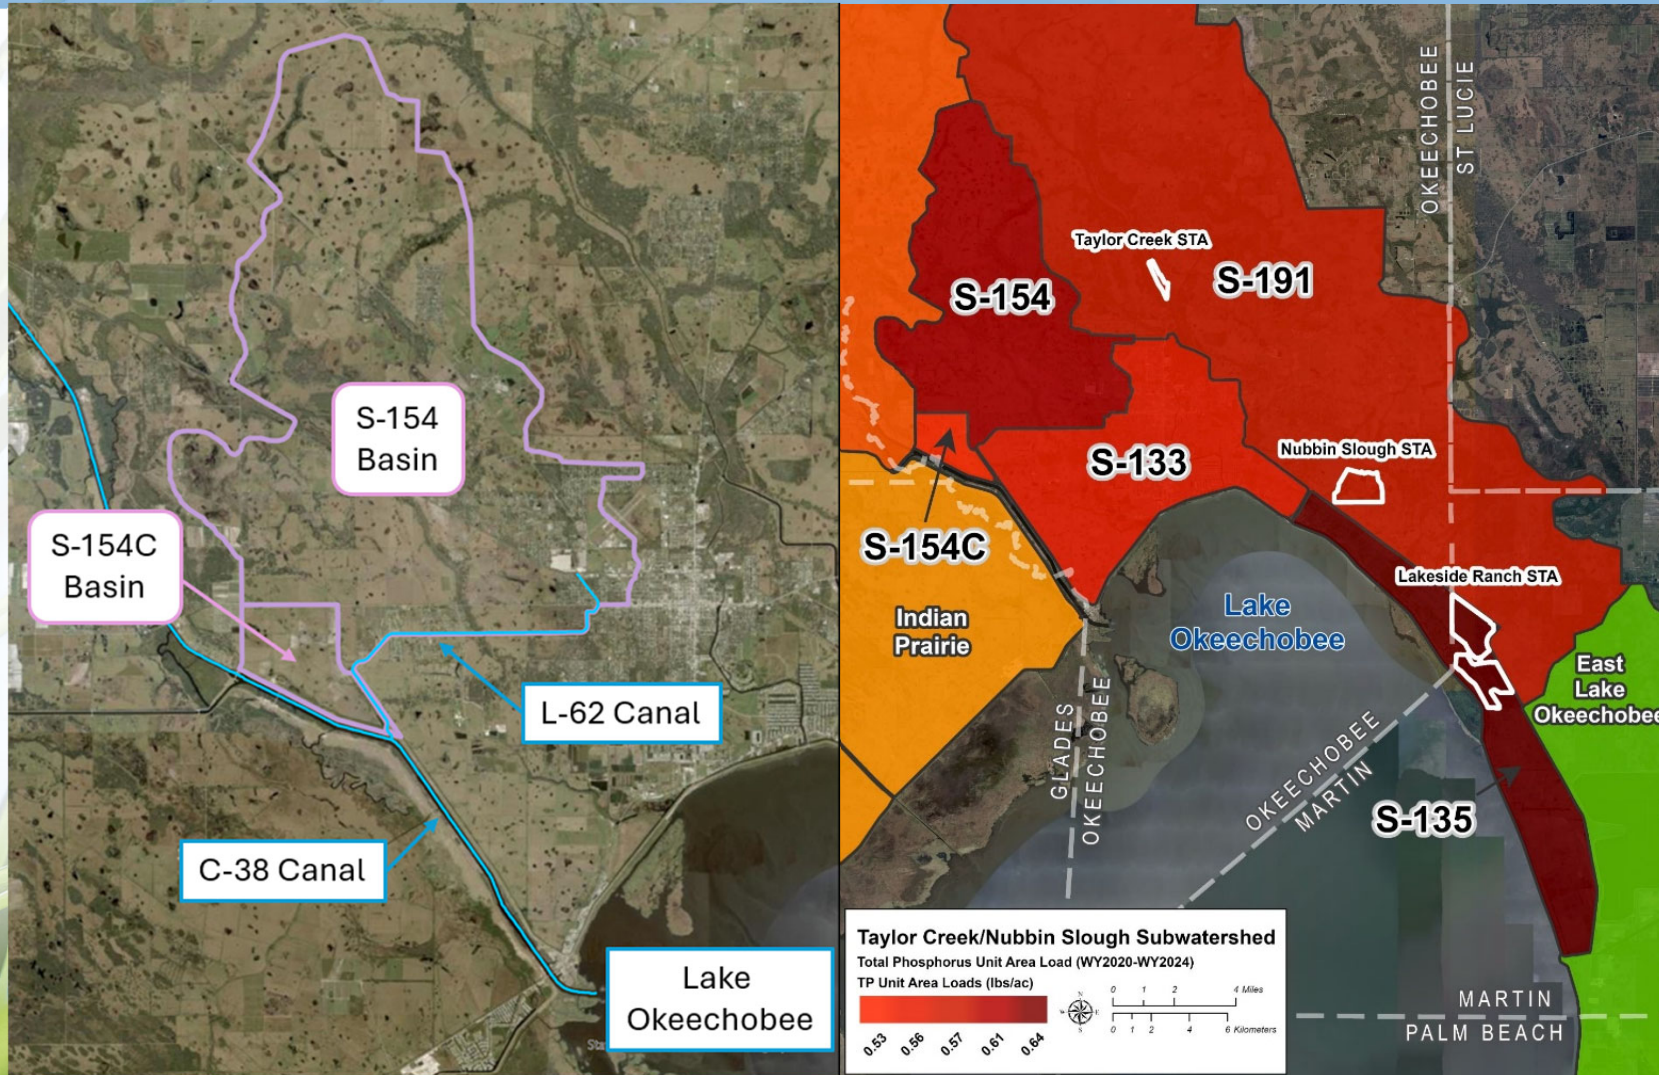 S-154
Basin
S-154C
Basin
L-62 Canal
C-38 Canal
Lake
Okeechobee
OKEECHOBEE
ST LUCIE
Taylor Creek STA
S-154
S-191
S-133
Nubbin Slough STA
S-154C
Lakeside Ranch STA
Indian
Prairie
Lake
Okeechobee
East
Lake
Okeechobee
GLADES
OKEECHOBEE
OKEECHOBEE
MARTIN
S-135
MARTIN
PALM BEACH
Taylor Creek/Nubbin Slough Subwatershed
Total Phosphorus Unit Area Load (WY2020-WY2024)
TP Unit Area Loads (lbs/ac)
0.53 0.56 0.57 0.61 0.64
N
W E
S
0 1 2 4 Miles
0 1 2 4 6 Kilometers